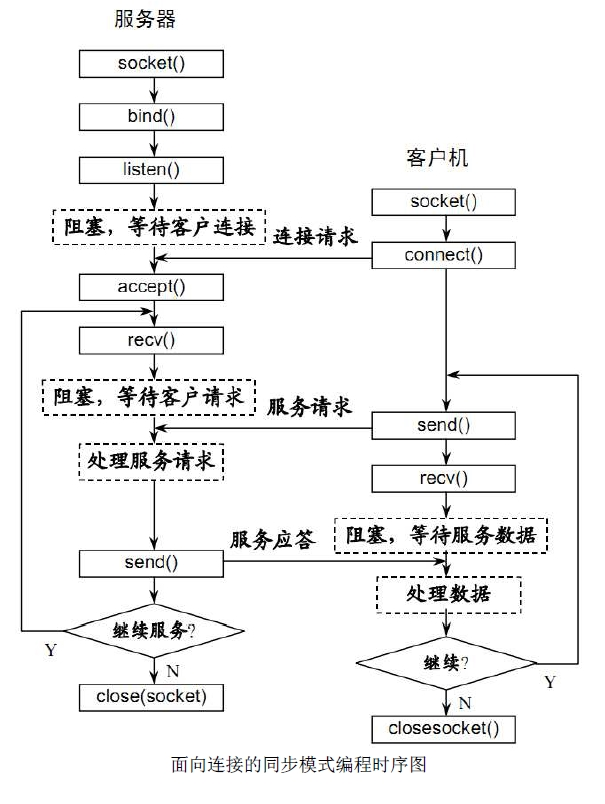 服务器
socket()
bind()
listen()
阻塞，等待客户连接
accept()
recv()
阻塞，等待客户请求
处理服务请求
send()
继续服务?
Y
N
close(socket)
连接请求
服务请求
服务应答
客户机
socket()
connect()
send()
recv()
阻塞，等待服务数据
处理数据
继续?
Y
N
closesocket()
面向连接的同步模式编程时序图